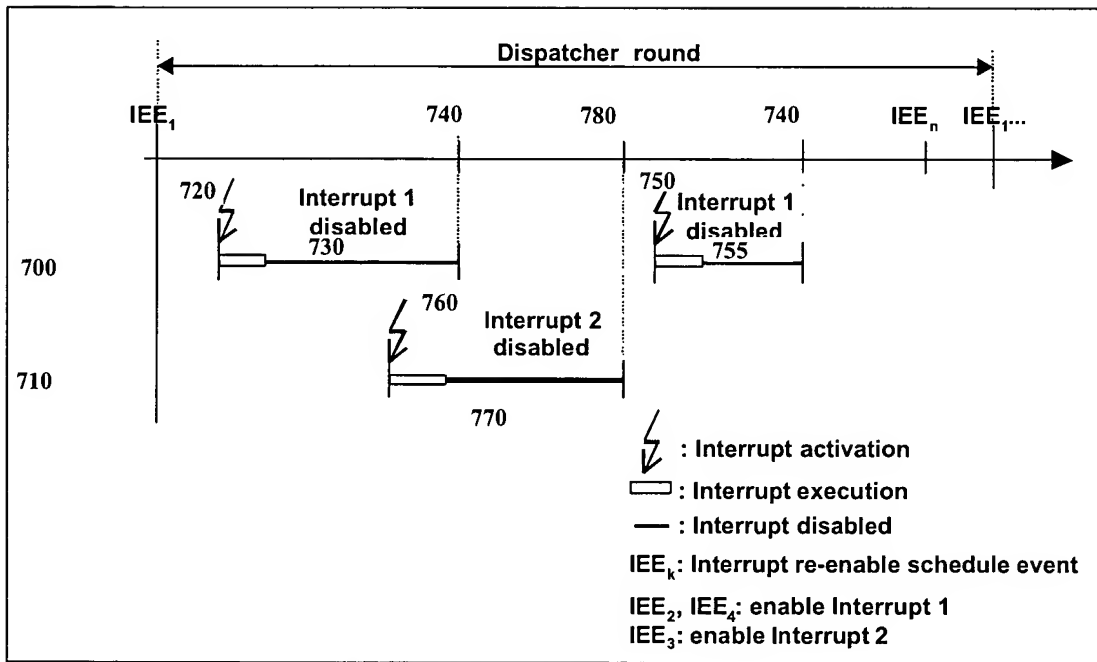 Dispatcher round
IEE1 740 780 740 IEEn IEE1...
720 Interrupt 1 disabled 730
750 Interrupt 1 disabled 755
700
760 Interrupt 2 disabled
710
770
: Interrupt activation
: Interrupt execution
: Interrupt disabled
IEEk: Interrupt re-enable schedule event
IEE2, IEE4: enable Interrupt 1
IEE3: enable Interrupt 2